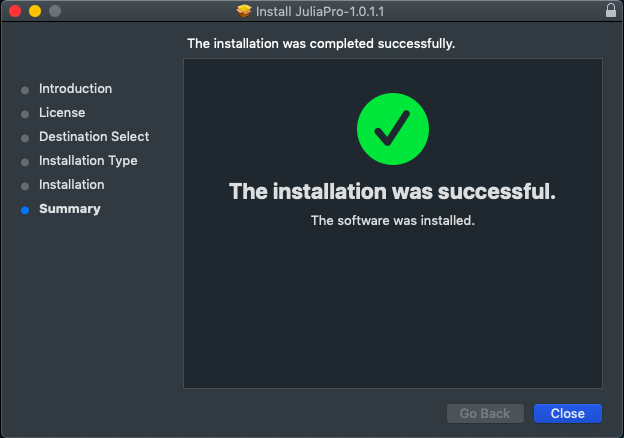 Install JuliaPro-1.0.1.1
The installation was completed successfully.
Introduction
License
Destination Select
Installation Type
Installation
Summary
The installation was successful.
The software was installed.
Go Back
Close